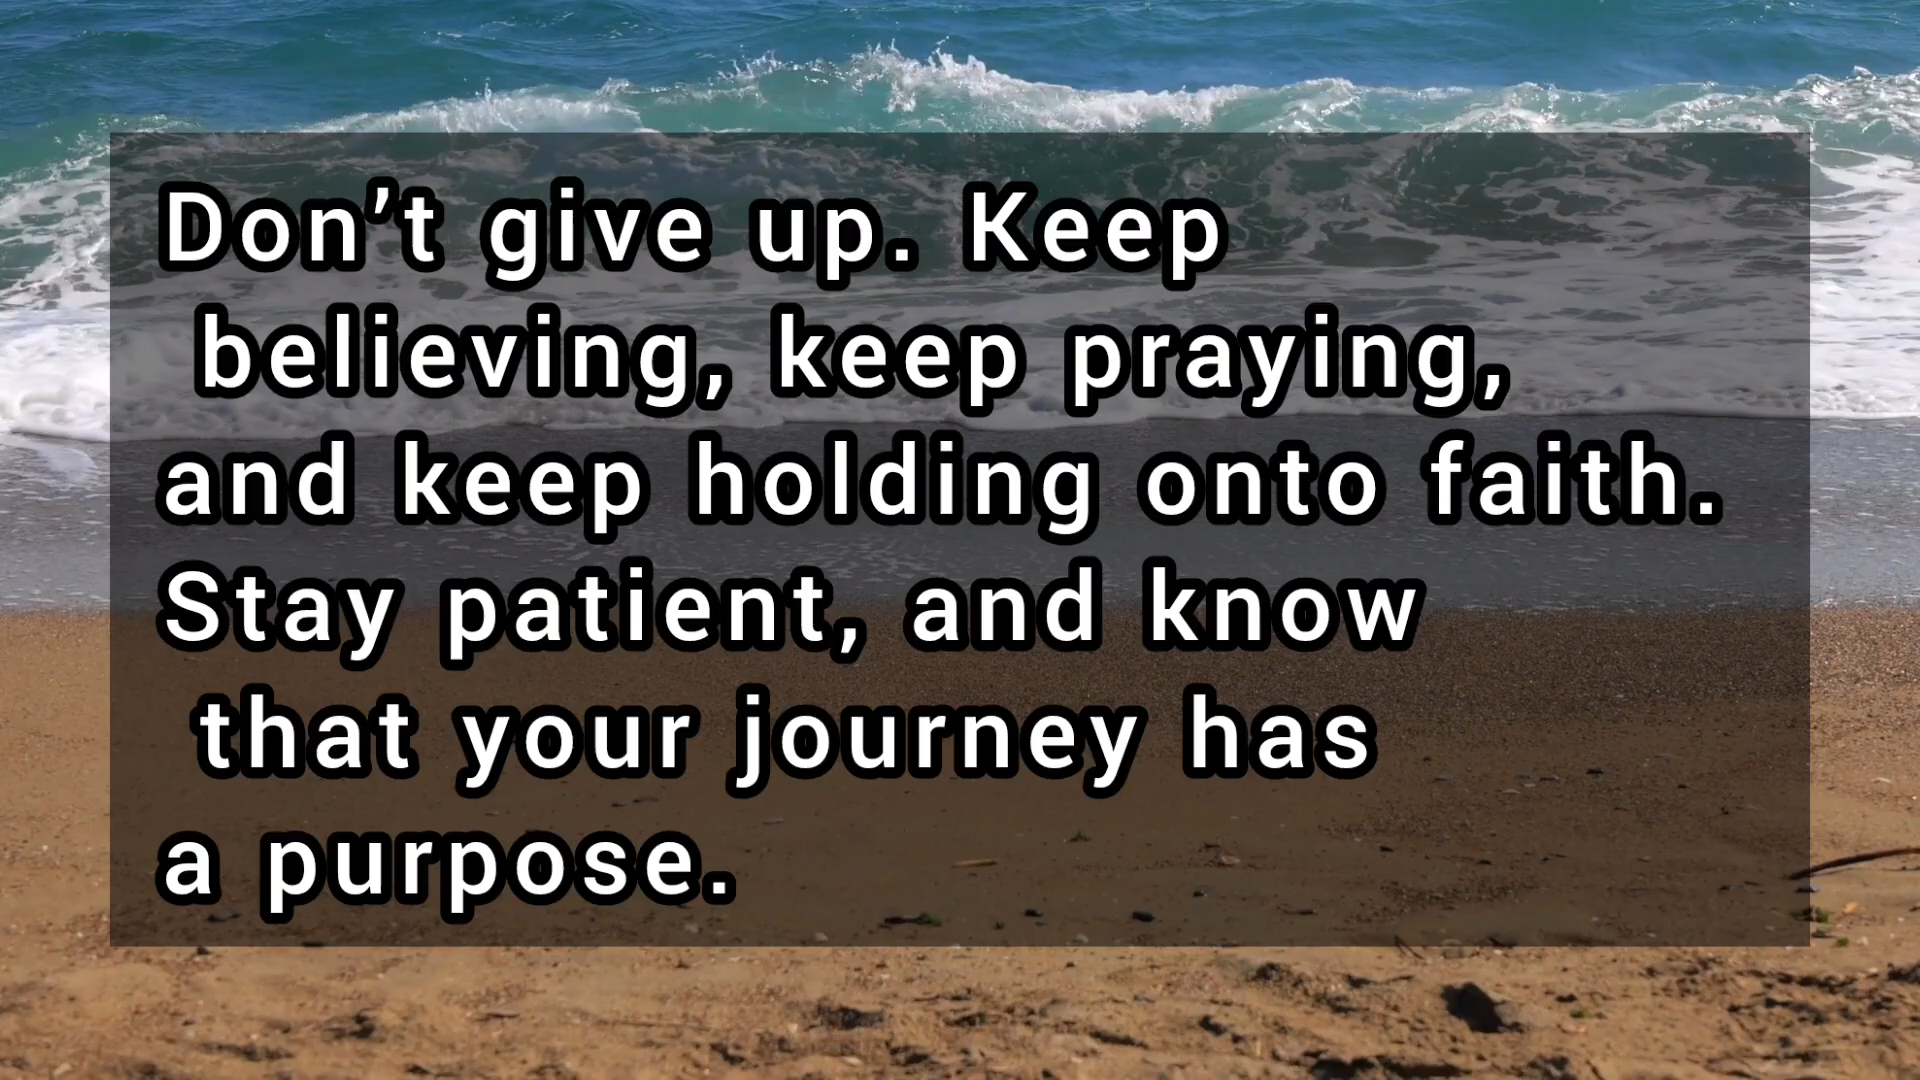 Don’t give up. Keep
believing, keep praying,
and keep holding onto faith.
Stay patient, and know
that your journey has
a purpose.